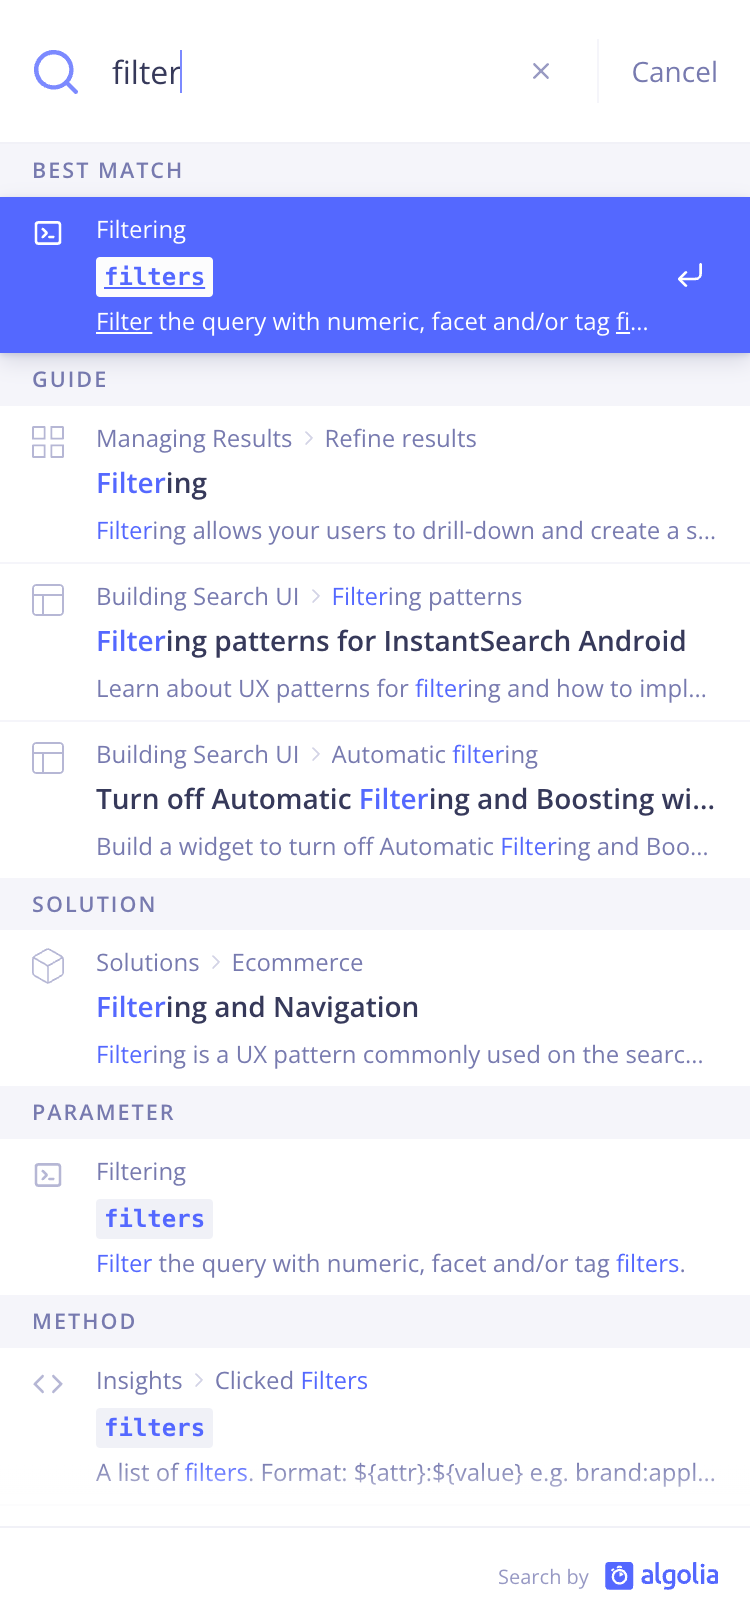 filter
Cancel
BEST MATCH
Filtering
filters
Filter the query with numeric, facet and/or tag fi...
GUIDE
Managing Results > Refine results
Filtering
Filtering allows your users to drill-down and create a s...
Building Search UI > Filtering patterns
Filtering patterns for InstantSearch Android
Learn about UX patterns for filtering and how to impl...
Building Search UI > Automatic filtering
Turn off Automatic Filtering and Boosting wi...
Build a widget to turn off Automatic Filtering and Boo...
SOLUTION
Solutions > Ecommerce
Filtering and Navigation
Filtering is a UX pattern commonly used on the searc...
PARAMETER
Filtering
filters
Filter the query with numeric, facet and/or tag filters.
METHOD
Insights > Clicked Filters
filters
A list of filters. Format: ${attr}:${value} e.g. brand:appl...
Search by algolia